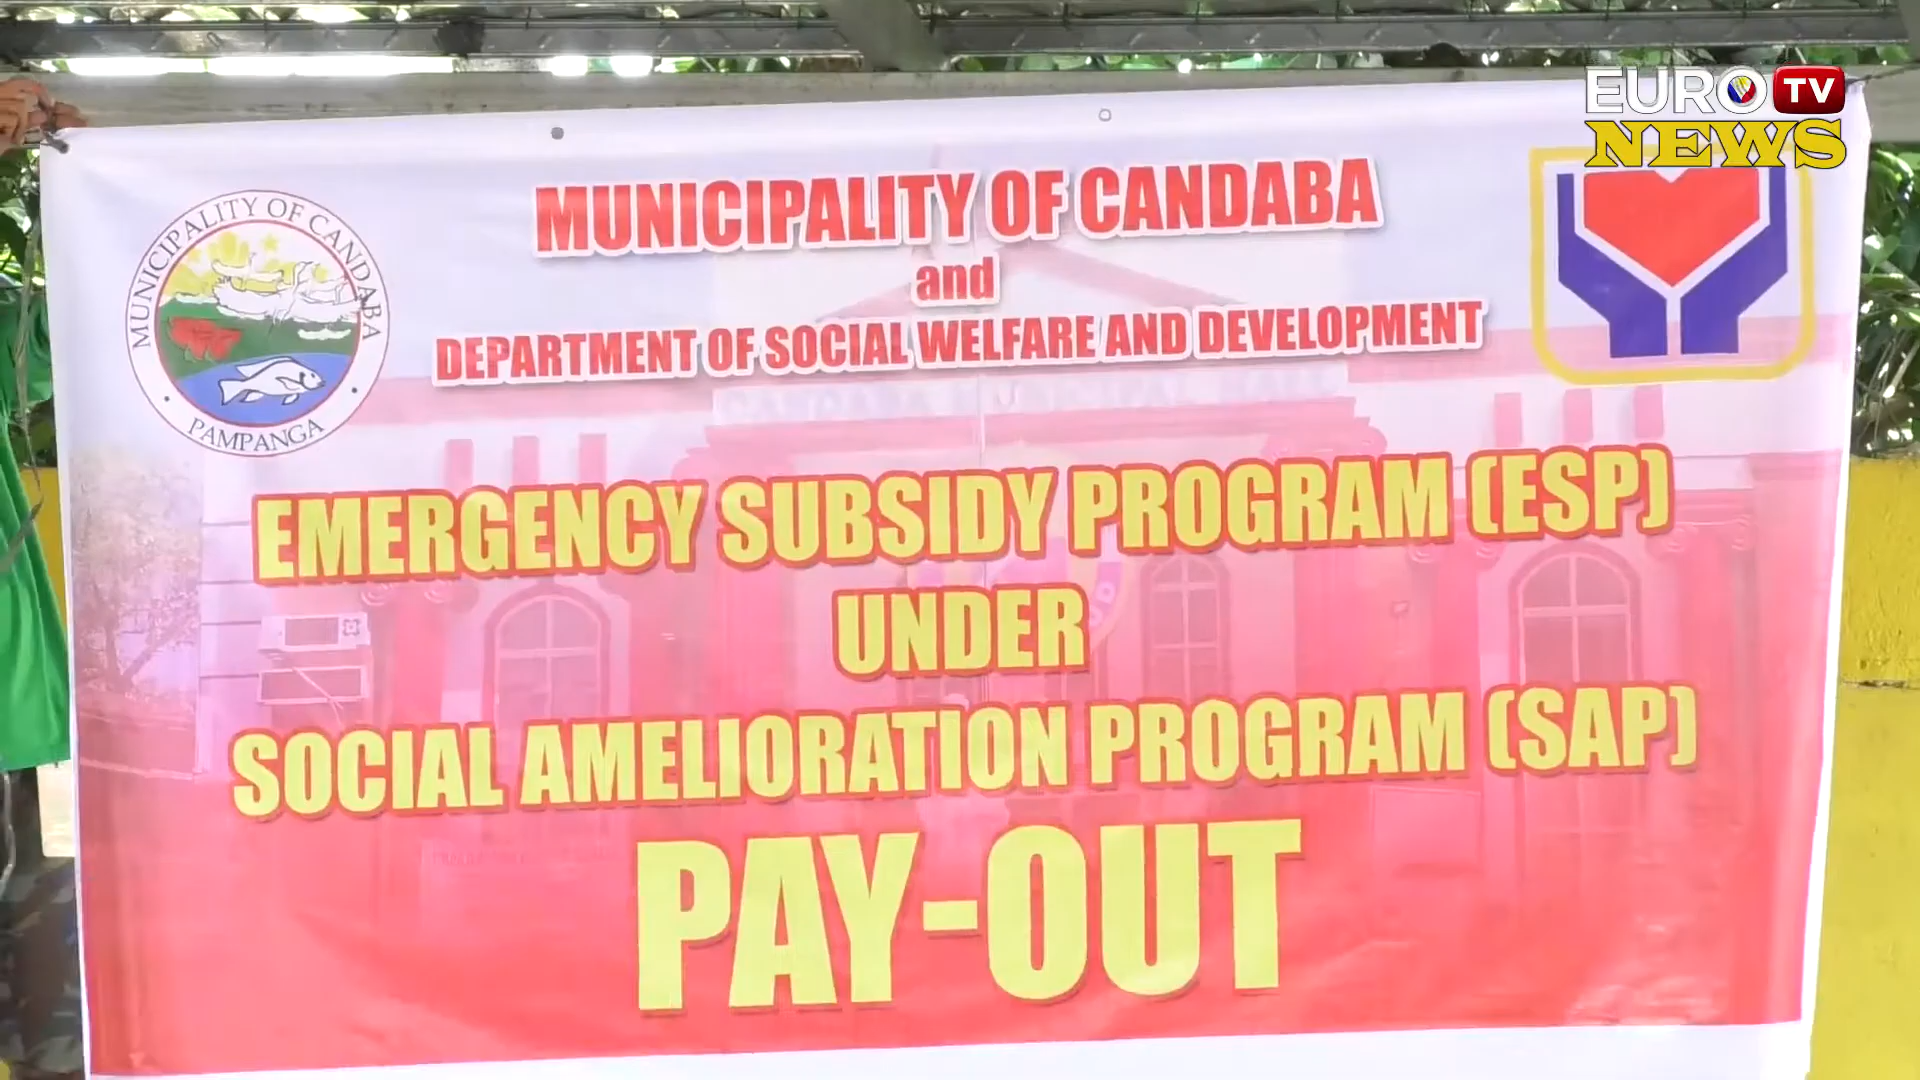 EURO TV
NEWS
MUNICIPALITY OF CANDABA
PAMPANGA
MUNICIPALITY OF CANDABA
and
DEPARTMENT OF SOCIAL WELFARE AND DEVELOPMENT
EMERGENCY SUBSIDY PROGRAM (ESP)
UNDER
SOCIAL AMELIORATION PROGRAM (SAP)
PAY-OUT